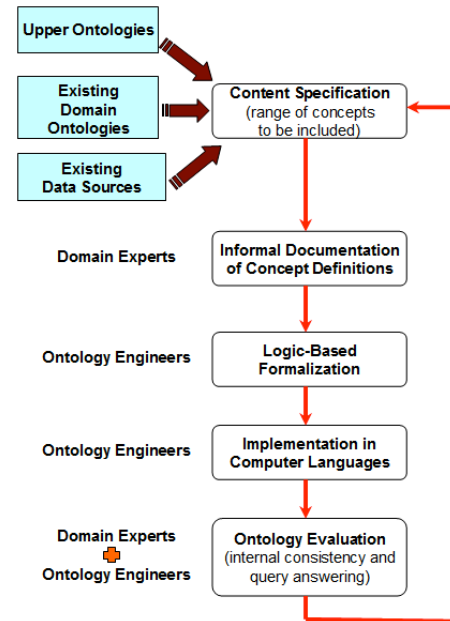 Upper Ontologies
Existing
Domain
Ontologies
Existing
Data Sources
Content Specification
(range of concepts
to be included)
Domain Experts
Informal Documentation
of Concept Definitions
Ontology Engineers
Logic-Based
Formalization
Ontology Engineers
Implementation in
Computer Languages
Domain Experts
Ontology Engineers
Ontology Evaluation
(internal consistency and
query answering)